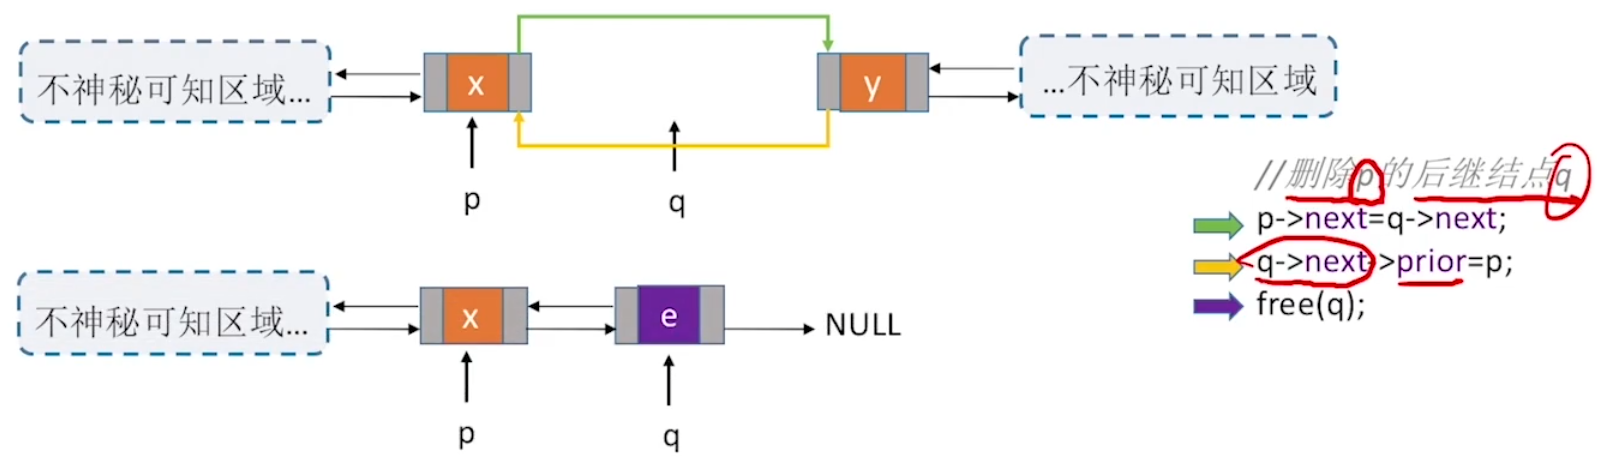 不神秘可知区域...
x
y
...不神秘可知区域
p
q
//删除p的后继结点q
p->next=q->next;
q->next->prior=p;
free(q);
不神秘可知区域...
x
e
NULL
p
q